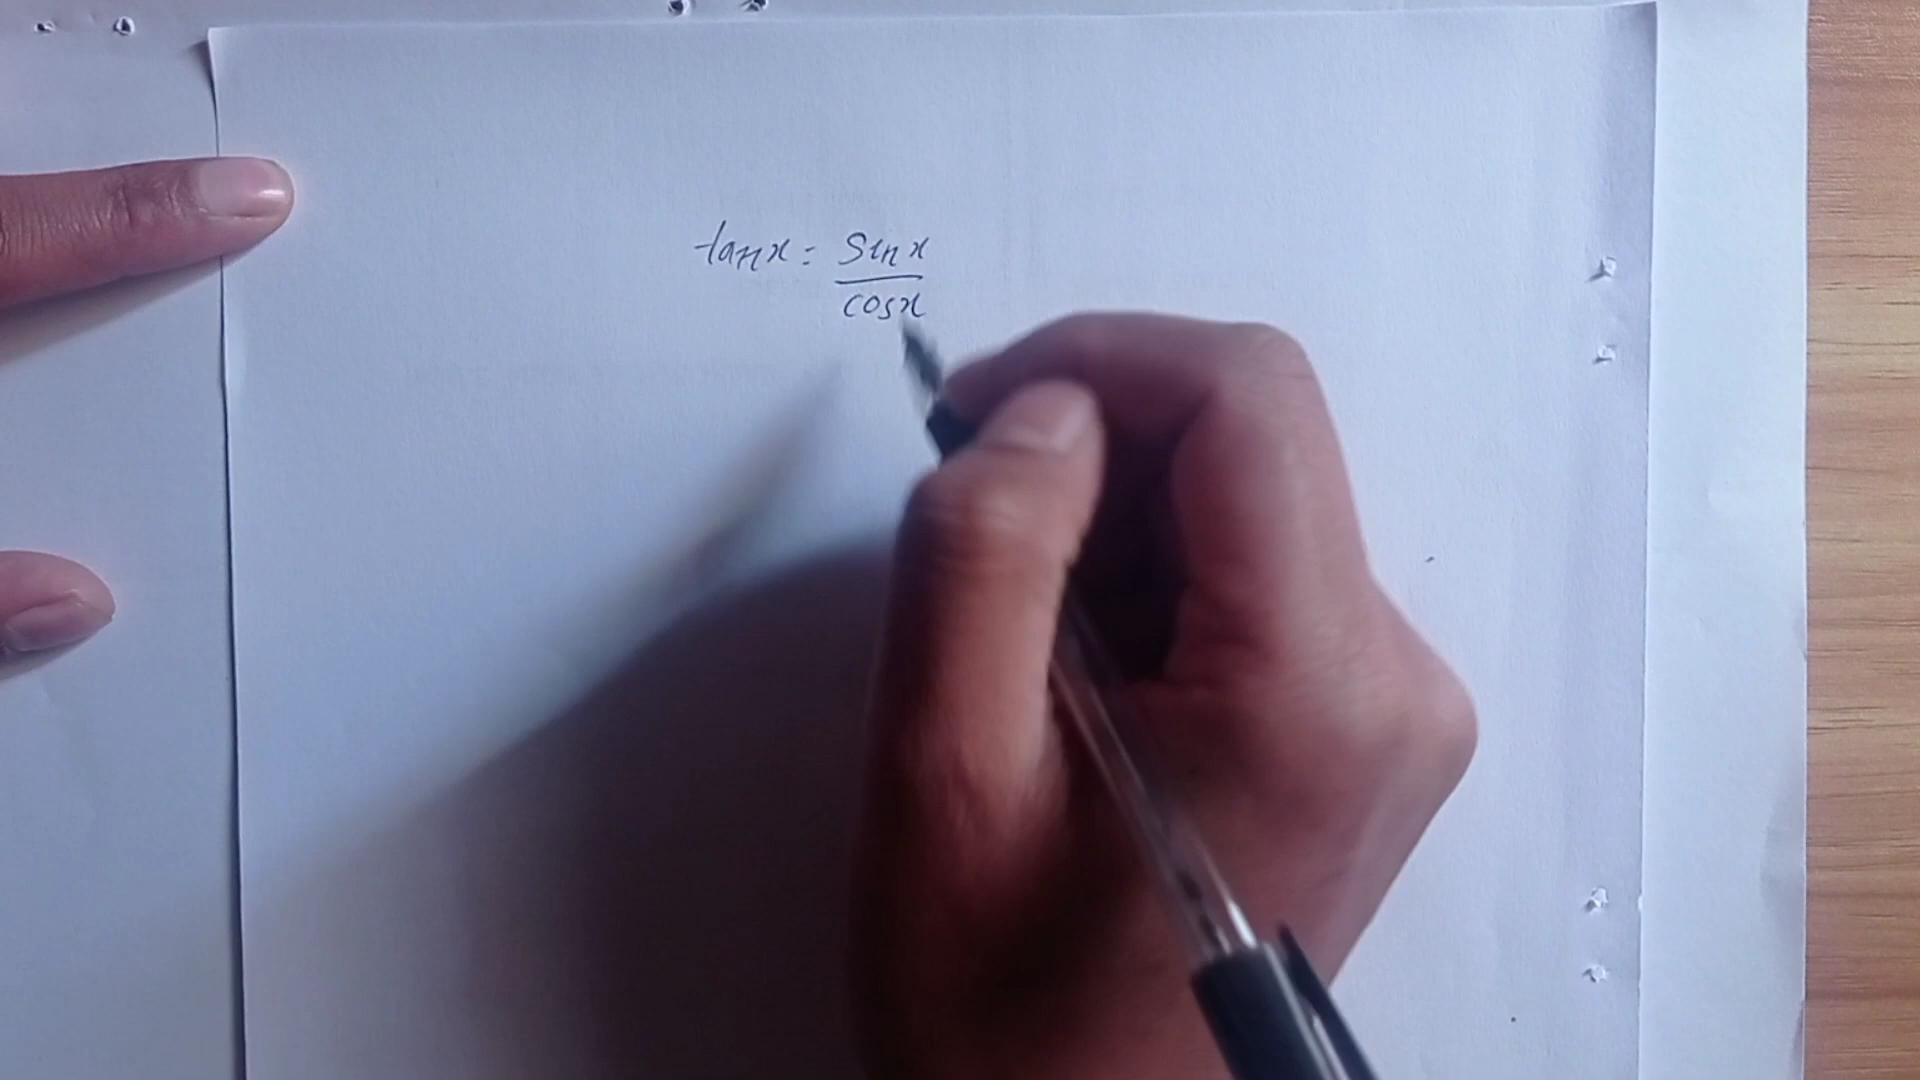 tanx = sinx
cosx